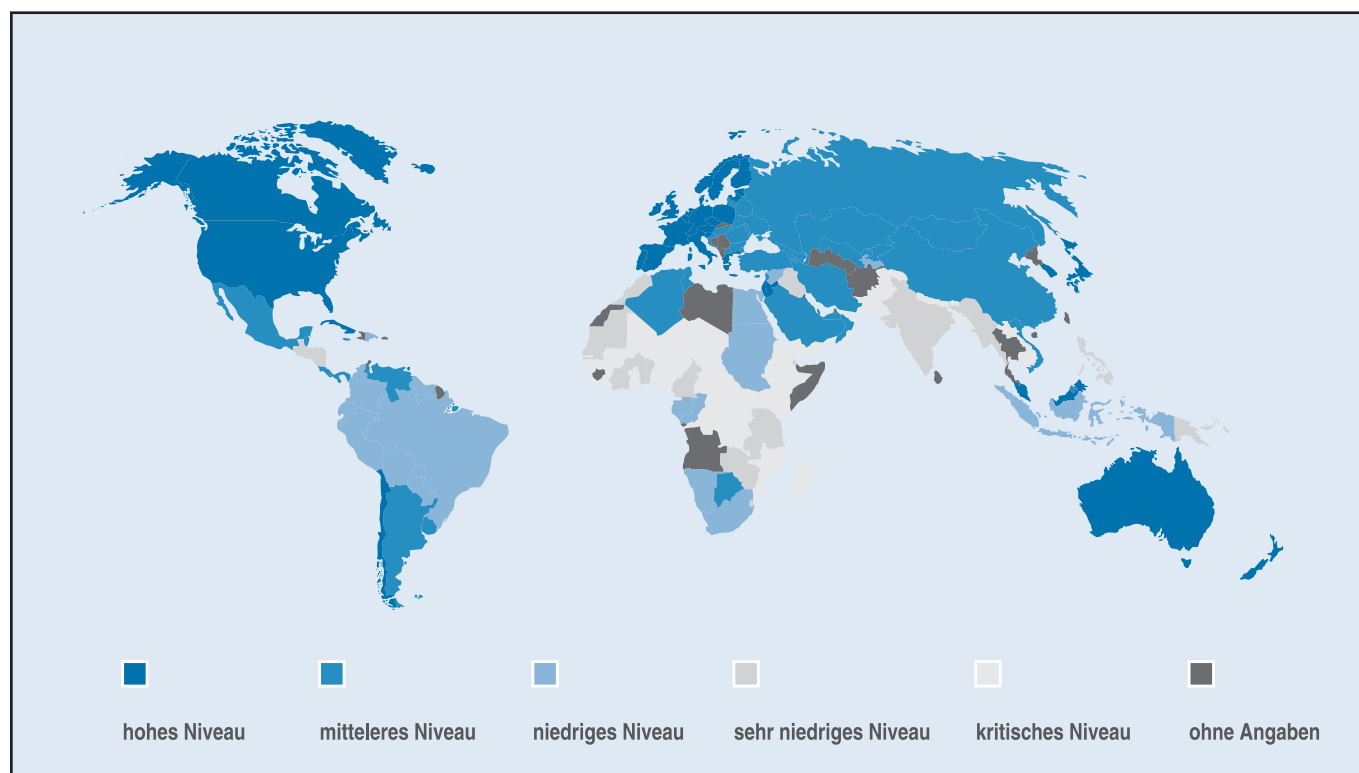 hohes Niveau
mitteleres Niveau
niedriges Niveau
sehr niedriges Niveau
kritisches Niveau
ohne Angaben